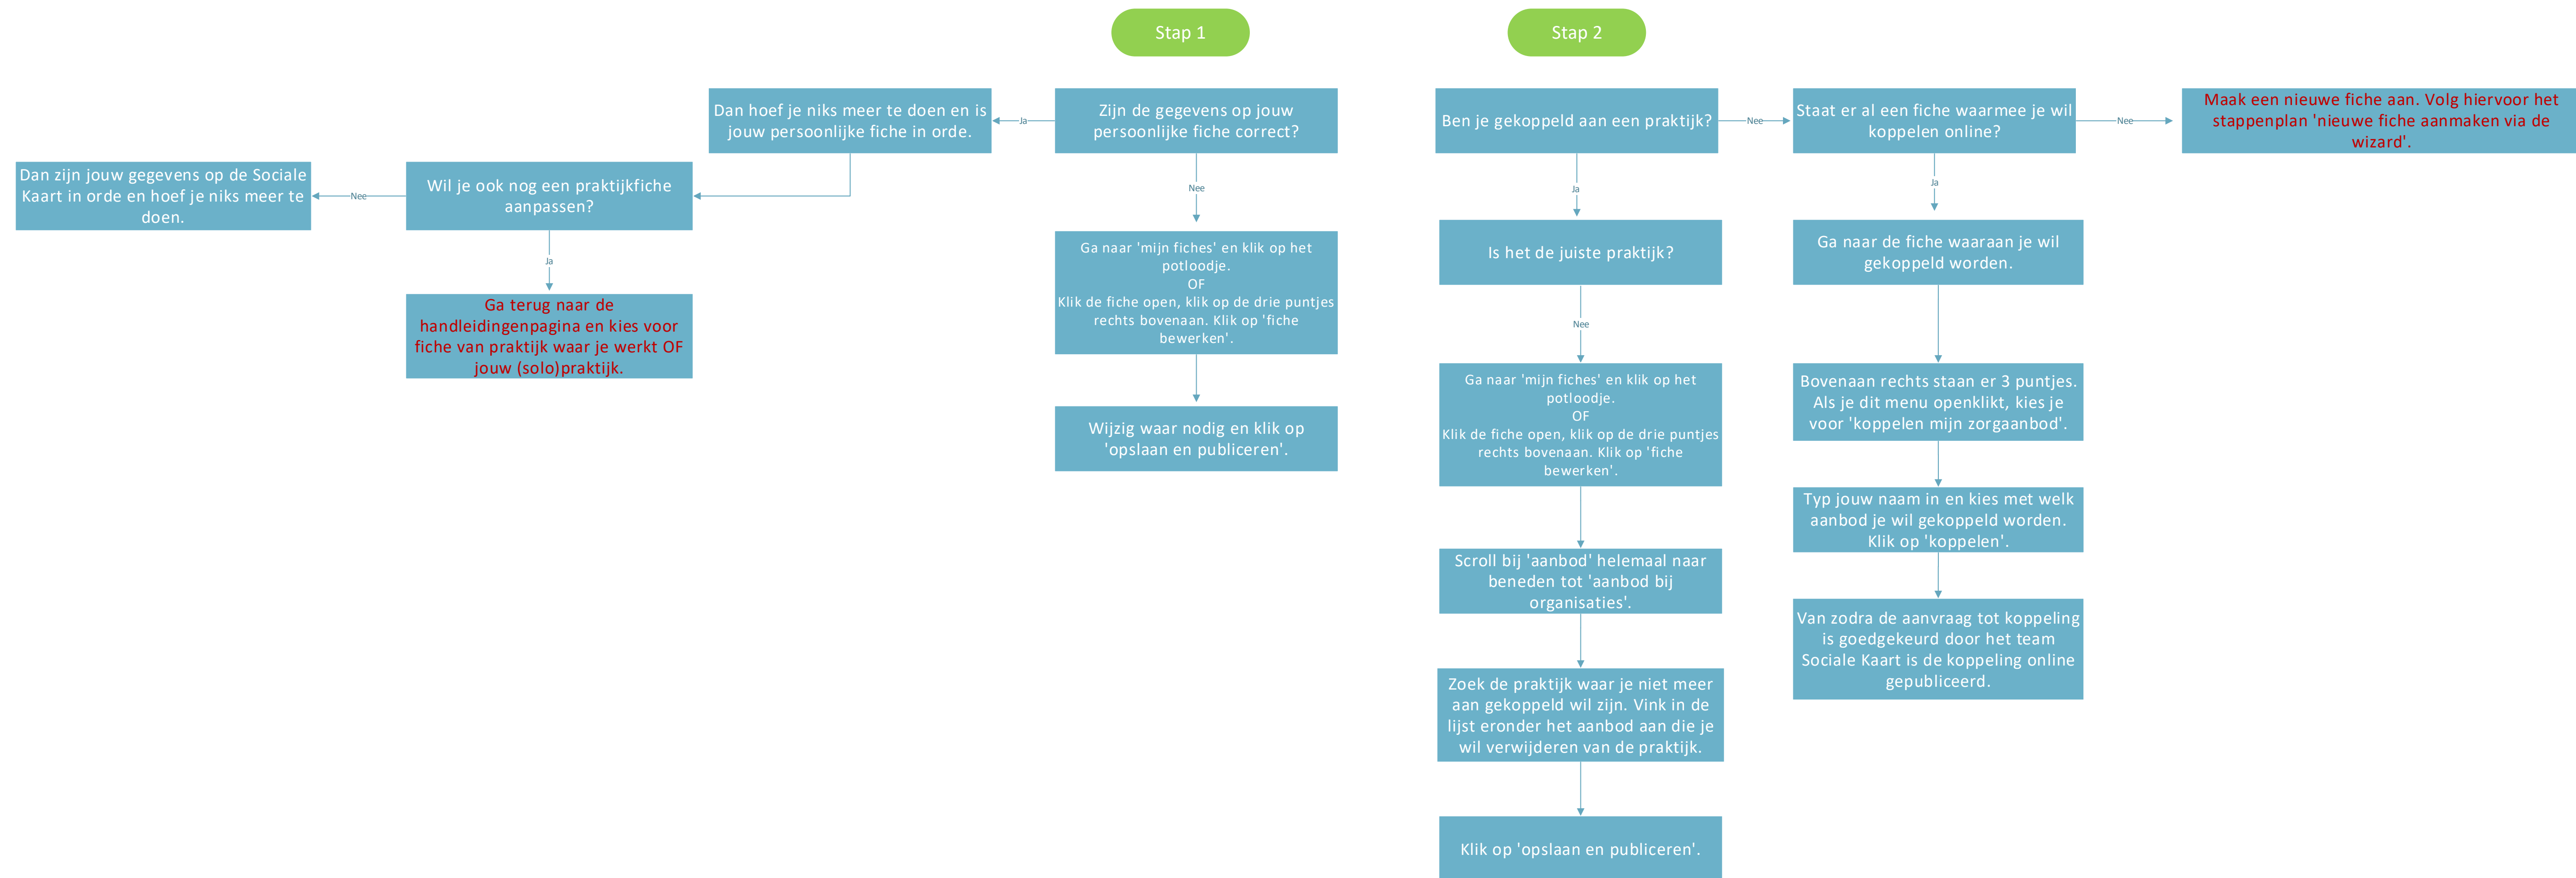 Stap 1
Zijn de gegevens op jouw
persoonlijke fiche correct?
Ja
Dan hoef je niks meer te doen en is
jouw persoonlijke fiche in orde.
Wil je ook nog een praktijkfiche
aanpassen?
Nee
Dan zijn jouw gegevens op de Sociale
Kaart in orde en hoef je niks meer te
doen.
Ja
Ga terug naar de
handleidingenpagina en kies voor
fiche van praktijk waar je werkt OF
jouw (solo)praktijk.
Nee
Ga naar 'mijn fiches' en klik op het
potloodje.
OF
Klik de fiche open, klik op de drie puntjes
rechts bovenaan. Klik op 'fiche
bewerken'.
Wijzig waar nodig en klik op
'opslaan en publiceren'.
Stap 2
Ben je gekoppeld aan een praktijk?
Ja
Is het de juiste praktijk?
Nee
Ga naar 'mijn fiches' en klik op het
potloodje.
OF
Klik de fiche open, klik op de drie puntjes
rechts bovenaan. Klik op 'fiche
bewerken'.
Scroll bij 'aanbod' helemaal naar
beneden tot 'aanbod bij
organisaties'.
Zoek de praktijk waar je niet meer
aan gekoppeld wil zijn. Vink in de
lijst eronder het aanbod aan die je
wil verwijderen van de praktijk.
Klik op 'opslaan en publiceren'.
Nee
Staat er al een fiche waarmee je wil
koppelen online?
Ja
Ga naar de fiche waaraan je wil
gekoppeld worden.
Bovenaan rechts staan er 3 puntjes.
Als je dit menu openklikt, kies je
voor 'koppelen mijn zorgaanbod'.
Typ jouw naam in en kies met welk
aanbod je wil gekoppeld worden.
Klik op 'koppelen'.
Van zodra de aanvraag tot koppeling
is goedgekeurd door het team
Sociale Kaart is de koppeling online
gepubliceerd.
Nee
Maak een nieuwe fiche aan. Volg hiervoor het
stappenplan 'nieuwe fiche aanmaken via de
wizard'.